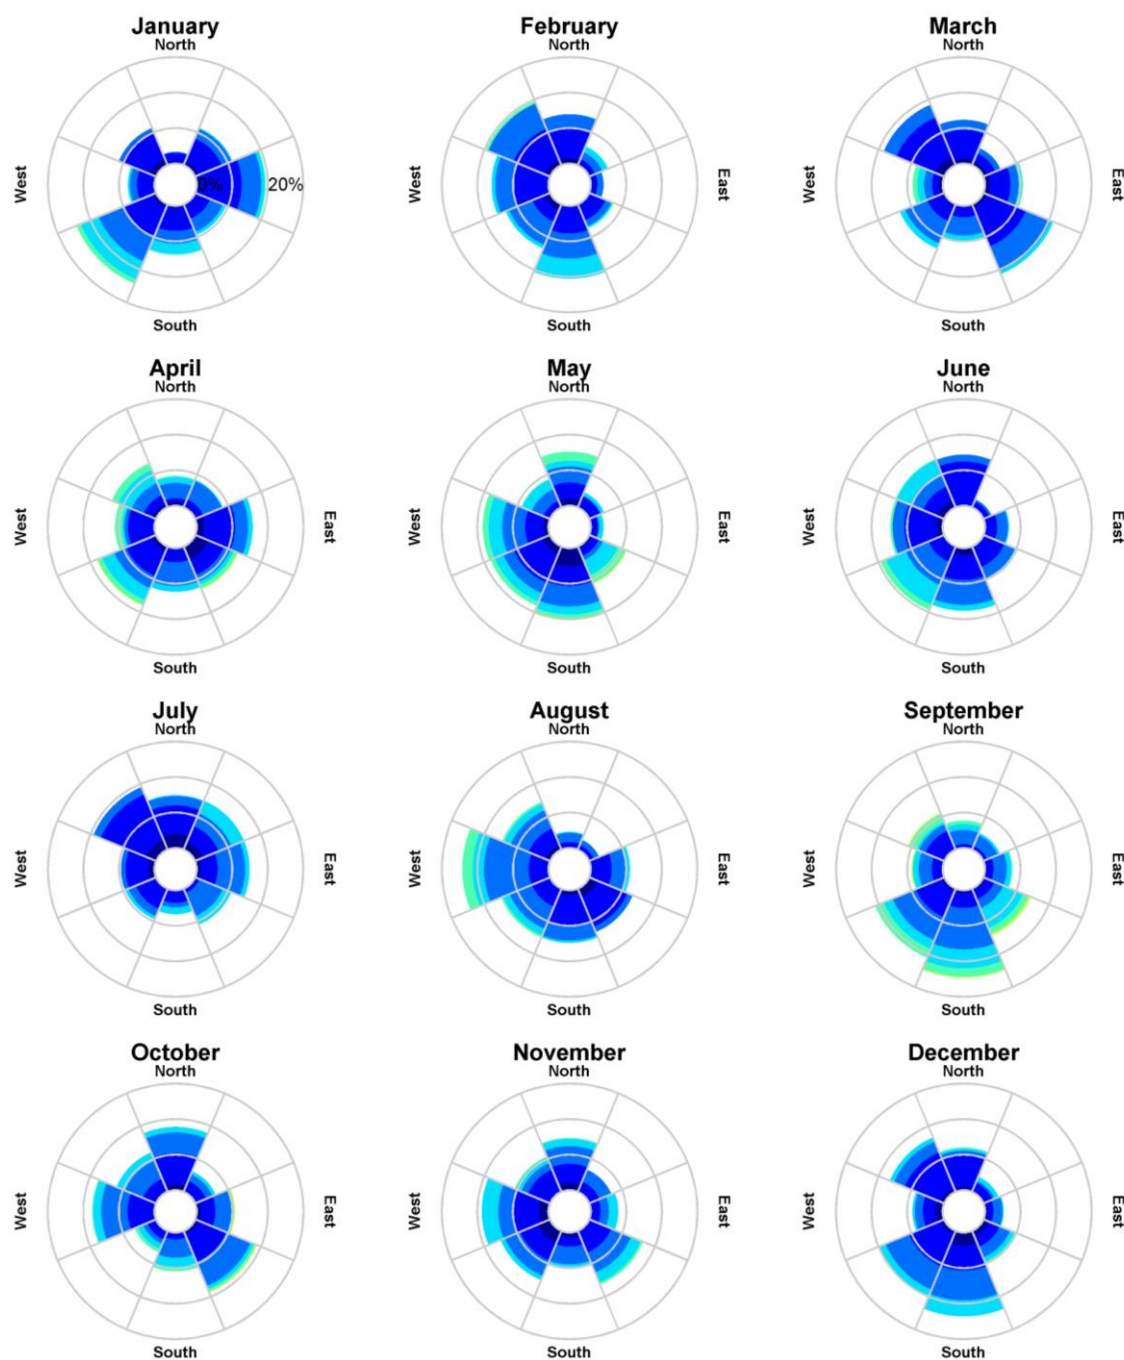 January February March
North North North
West 0% 20% East
South South South
April May June
North North North
West East West East West East
South South South
July August September
North North North
West East West East West East
South South South
October November December
North North North
West East West East West East
South South South